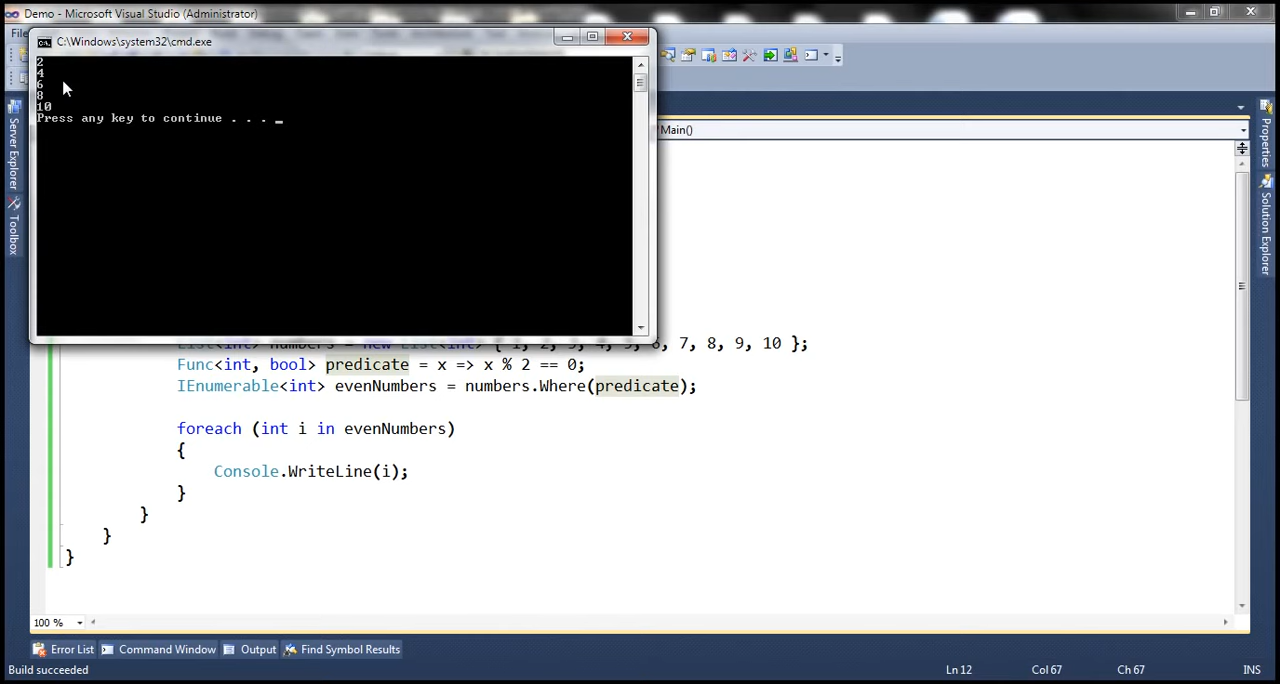 Demo - Microsoft Visual Studio (Administrator)
C:\Windows\system32\cmd.exe
2
4
6
8
10
Press any key to continue . . . _
Main()
Server Explorer
Toolbox
Properties
Solution Explorer
List<int> numbers = new List<int> { 1, 2, 3, 4, 5, 6, 7, 8, 9, 10 };
Func<int, bool> predicate = x => x % 2 == 0;
IEnumerable<int> evenNumbers = numbers.Where(predicate);
foreach (int i in evenNumbers)
{
Console.WriteLine(i);
}
}
}
}
100 %
Error List Command Window Output Find Symbol Results
Build succeeded Ln 12 Col 67 Ch 67 INS